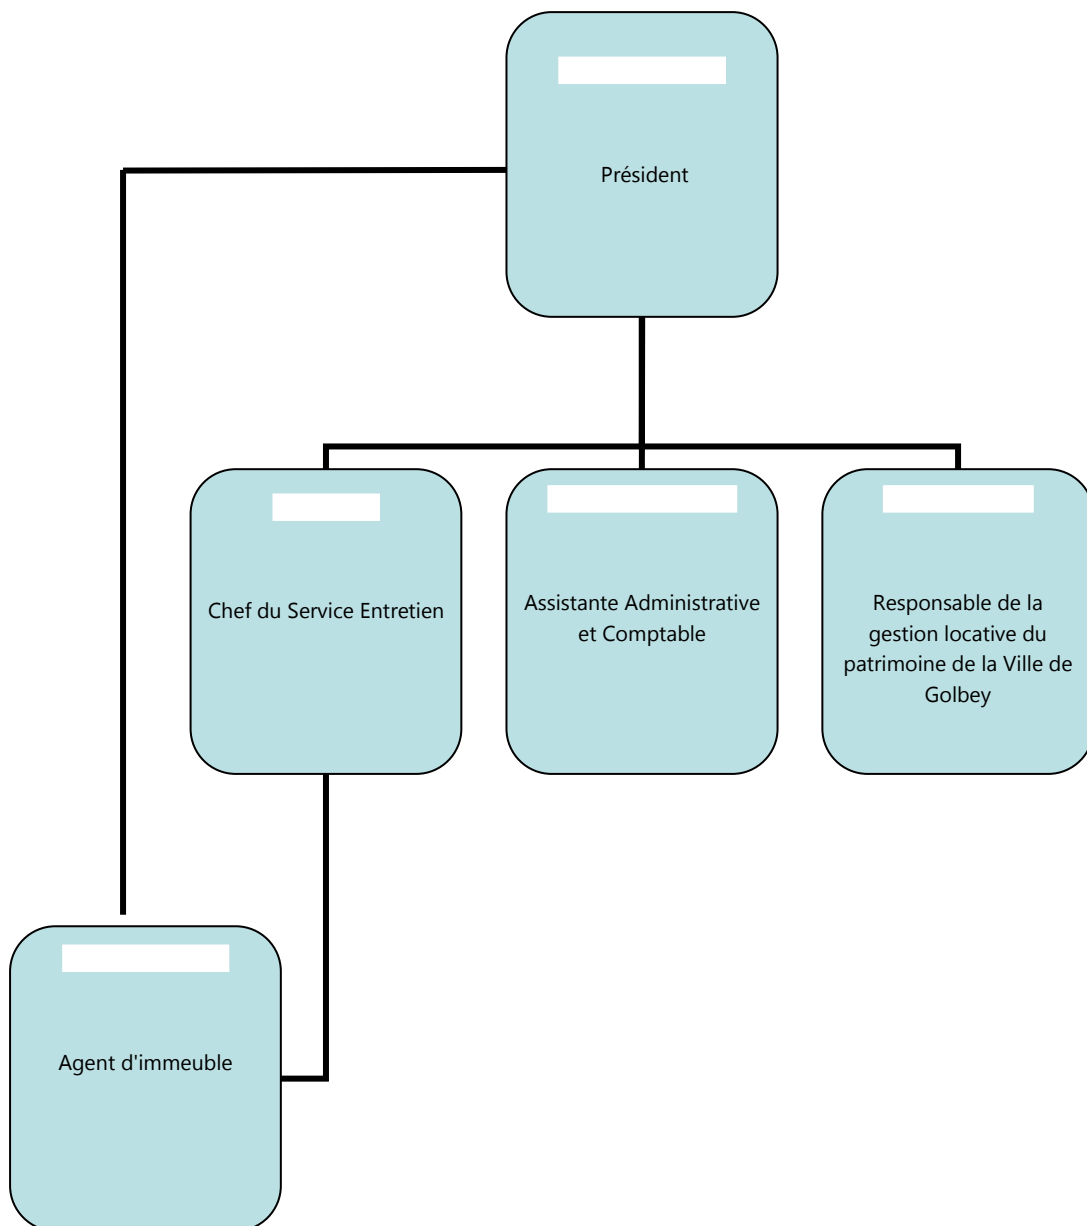 Président
Chef du Service Entretien
Assistante Administrative
et Comptable
Responsable de la
gestion locative du
patrimoine de la Ville de
Golbey
Agent d'immeuble